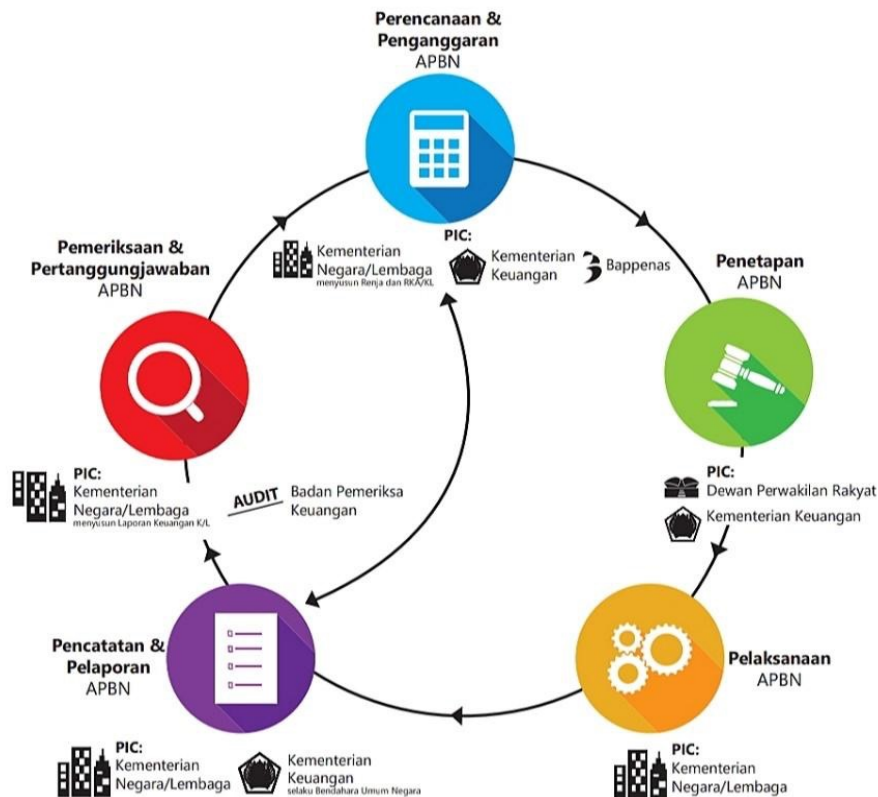 Perencanaan &
Penganggaran
APBN
PIC:
Kementerian
Negara/Lembaga
menyusun Renja dan RKA/KL
Kementerian
Keuangan
Bappenas
Penetapan
APBN
PIC:
Dewan Perwakilan Rakyat
Kementerian Keuangan
Pelaksanaan
APBN
PIC:
Kementerian
Negara/Lembaga
Pencatatan &
Pelaporan
APBN
PIC:
Kementerian
Negara/Lembaga
Kementerian
Keuangan
selaku Bendahara Umum Negara
Pemeriksaan &
Pertanggungjawaban
APBN
PIC:
Kementerian
Negara/Lembaga
menyusun Laporan Keuangan K/L
AUDIT
Badan Pemeriksa
Keuangan